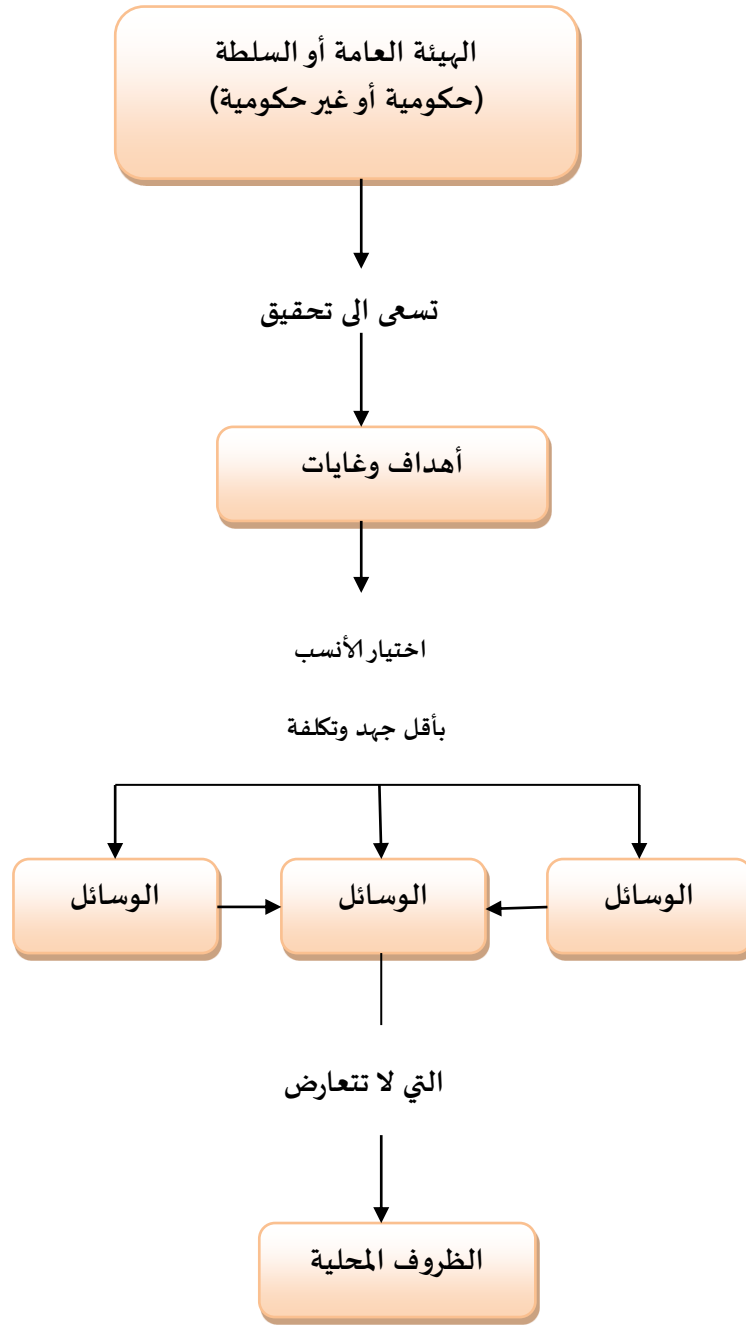 الهيئة العامة أو السلطة
(حكومية أو غير حكومية)
تسعى الى تحقيق
أهداف وغايات
اختيار الأنسب
بأقل جهد وتكلفة
الوسائل
الوسائل
الوسائل
التي لا تتعارض
الظروف المحلية